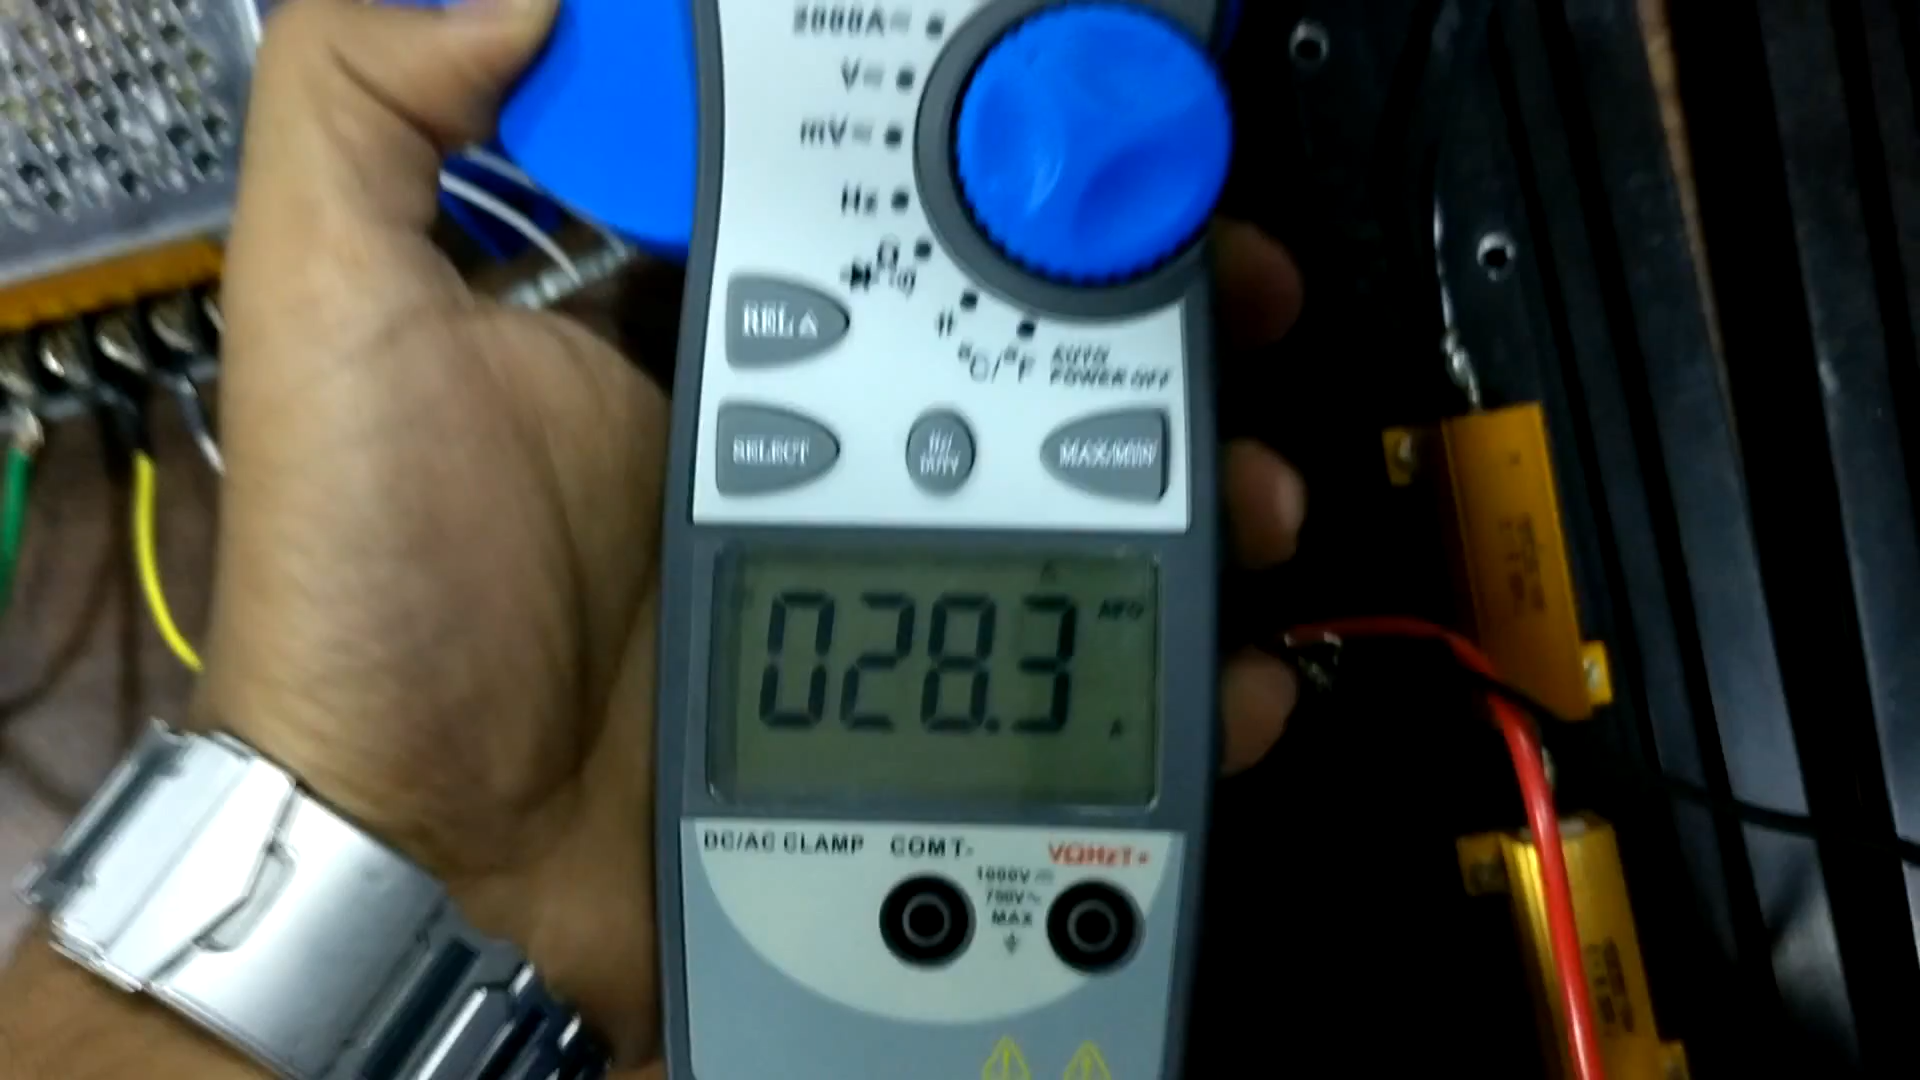 2000A≂
V≂
mV≂
Hz
Ω
REL△
°C/°F
AUTO
POWER OFF
SELECT
Hz/
DUTY
MAX/MIN
028.3
A
DC/AC CLAMP
COM T-
VΩHzT+
1000V⎓
750V~
MAX